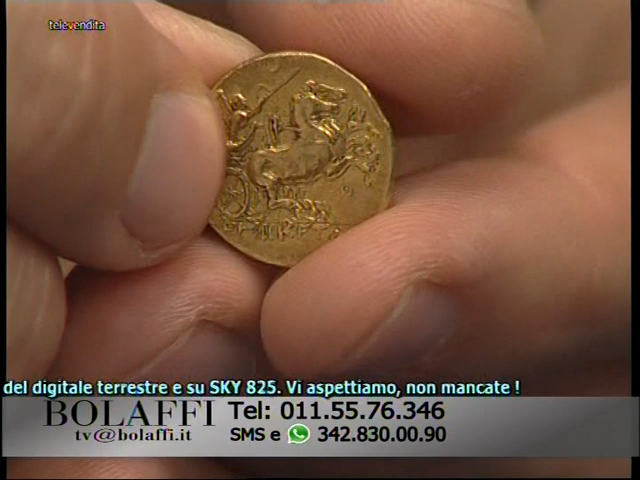 televendita
del digitale terrestre e su SKY 825. Vi aspettiamo, non mancate !
BOLAFFI
tv@bolaffi.it
Tel: 011.55.76.346
SMS e 342.830.00.90